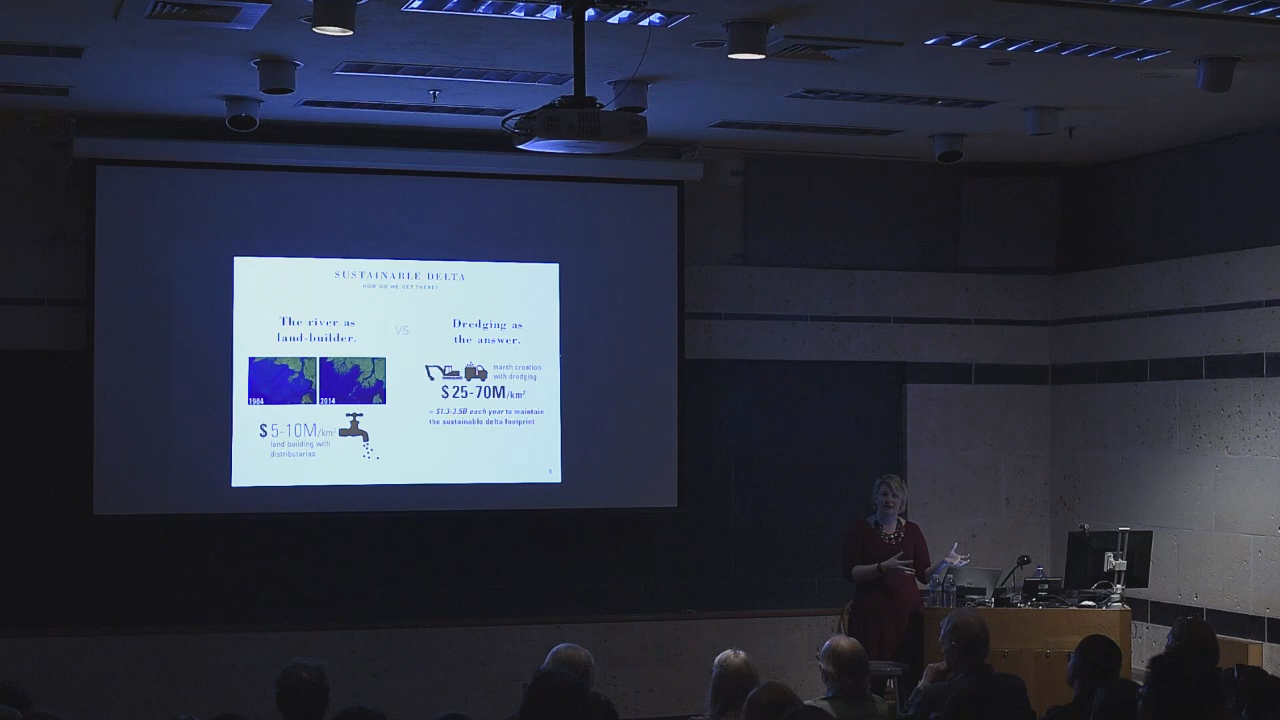 SUSTAINABLE DELTA
HOW DO WE GET THERE?
The river as
land-builder.
1984
2014
$5-10M/km²
land building with
distributaries
VS.
Dredging as
the answer.
marsh creation
with dredging
$25-70M/km²
= $1.3-3.5B each year to maintain
the sustainable delta footprint